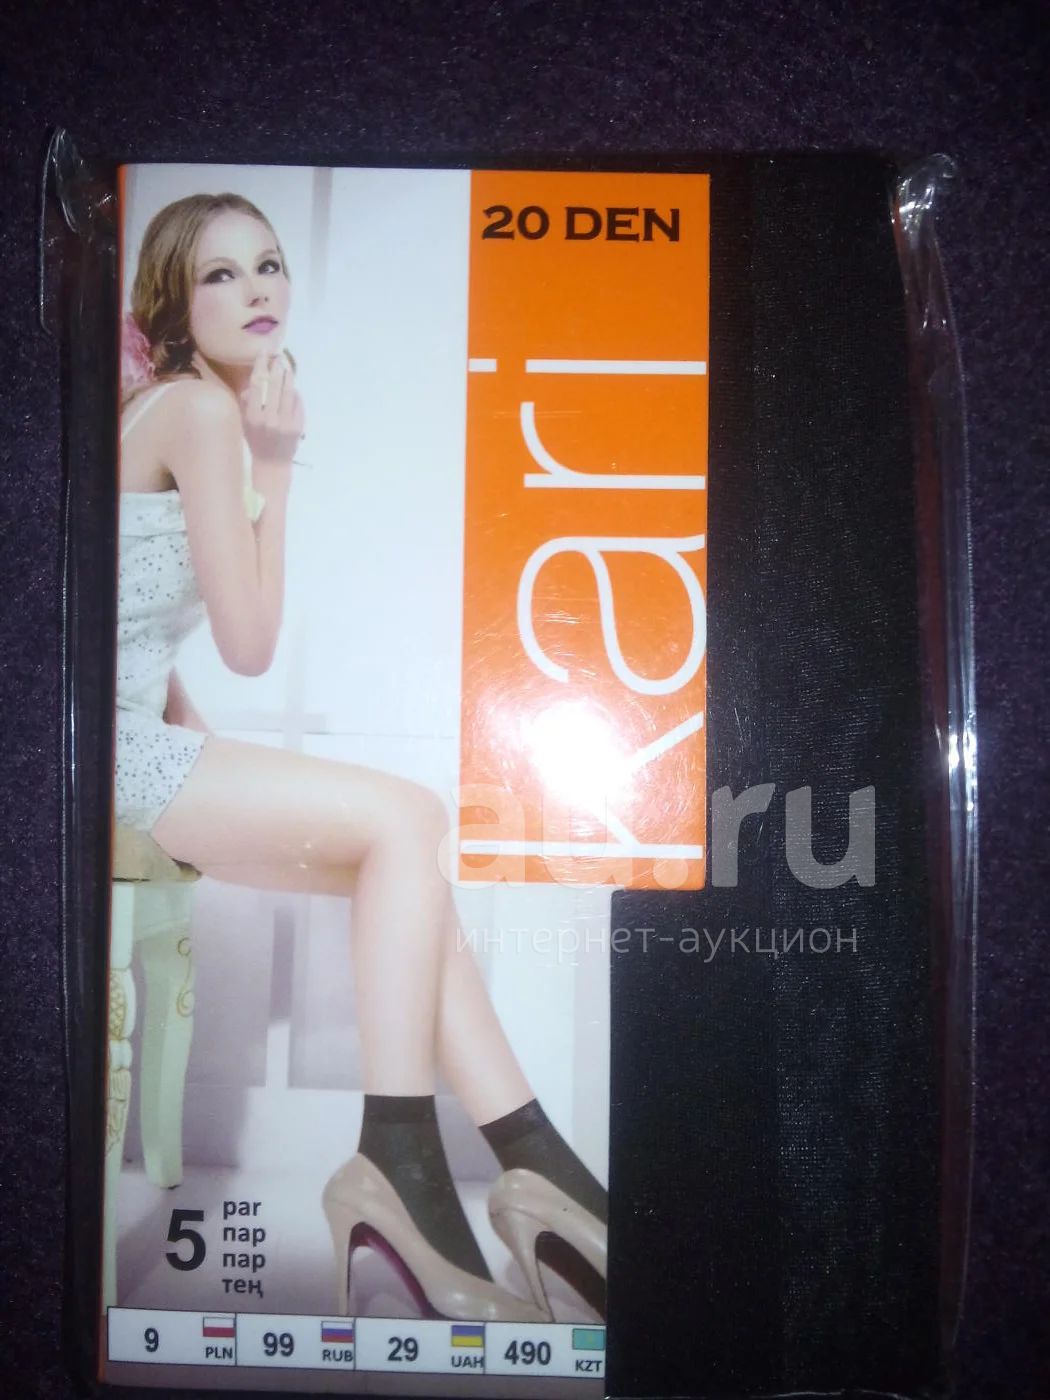 20 DEN
kari
au.ru
интернет-аукцион
5
par
пар
пар
тең
9 PLN 99 RUB 29 UAH 490 KZT